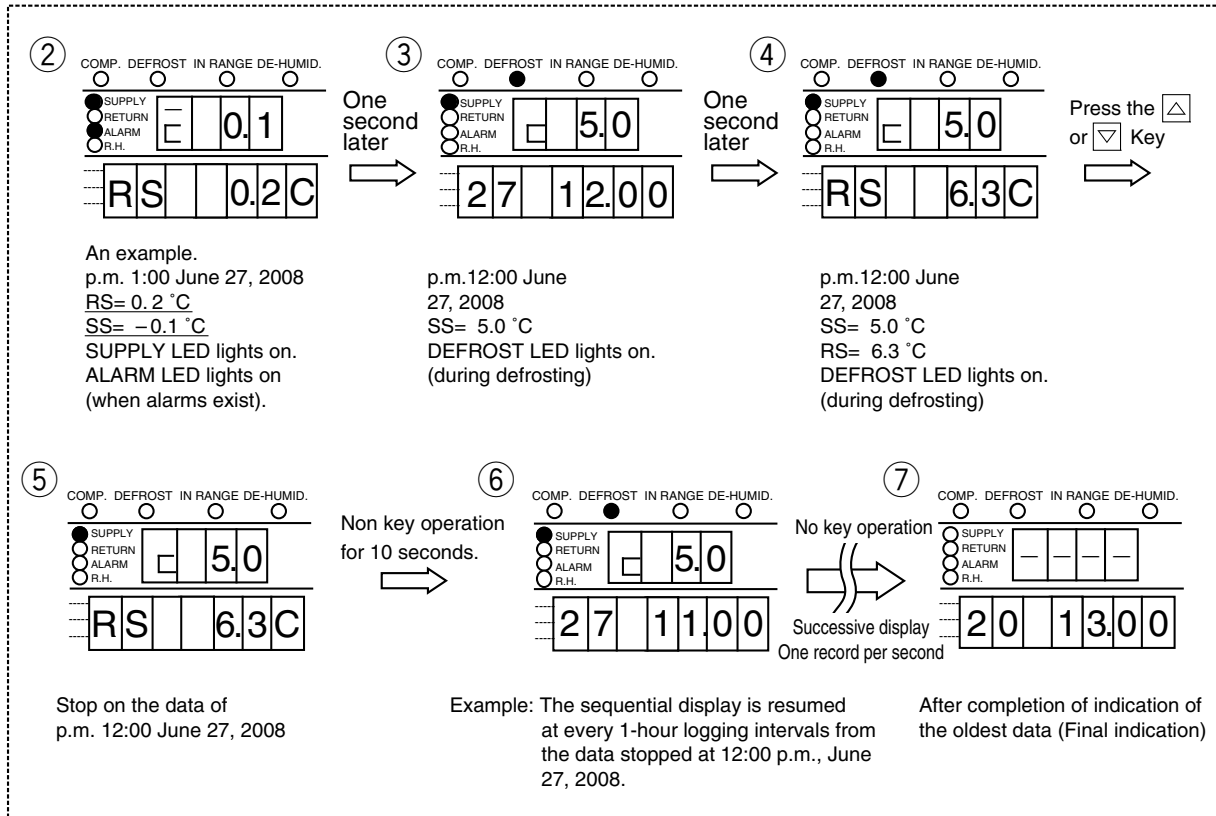 ②
COMP. DEFROST IN RANGE DE-HUMID.
SUPPLY
RETURN
ALARM
R.H.
0.1
RS 0.2C
An example.
p.m. 1:00 June 27, 2008
RS= 0. 2 ˚C
SS= –0.1 ˚C
SUPPLY LED lights on.
ALARM LED lights on
(when alarms exist).
One
second
later
③
COMP. DEFROST IN RANGE DE-HUMID.
SUPPLY
RETURN
ALARM
R.H.
5.0
27 12.00
p.m.12:00 June
27, 2008
SS= 5.0 ˚C
DEFROST LED lights on.
(during defrosting)
One
second
later
④
COMP. DEFROST IN RANGE DE-HUMID.
SUPPLY
RETURN
ALARM
R.H.
5.0
RS 6.3C
p.m.12:00 June
27, 2008
SS= 5.0 ˚C
RS= 6.3 ˚C
DEFROST LED lights on.
(during defrosting)
Press the △
or ▽ Key
⑤
COMP. DEFROST IN RANGE DE-HUMID.
SUPPLY
RETURN
ALARM
R.H.
5.0
RS 6.3C
Stop on the data of
p.m. 12:00 June 27, 2008
Non key operation
for 10 seconds.
⑥
COMP. DEFROST IN RANGE DE-HUMID.
SUPPLY
RETURN
ALARM
R.H.
5.0
27 11.00
Example: The sequential display is resumed
at every 1-hour logging intervals from
the data stopped at 12:00 p.m., June
27, 2008.
No key operation
Successive display
One record per second
⑦
COMP. DEFROST IN RANGE DE-HUMID.
SUPPLY
RETURN
ALARM
R.H.
– – – –
20 13.00
After completion of indication of
the oldest data (Final indication)